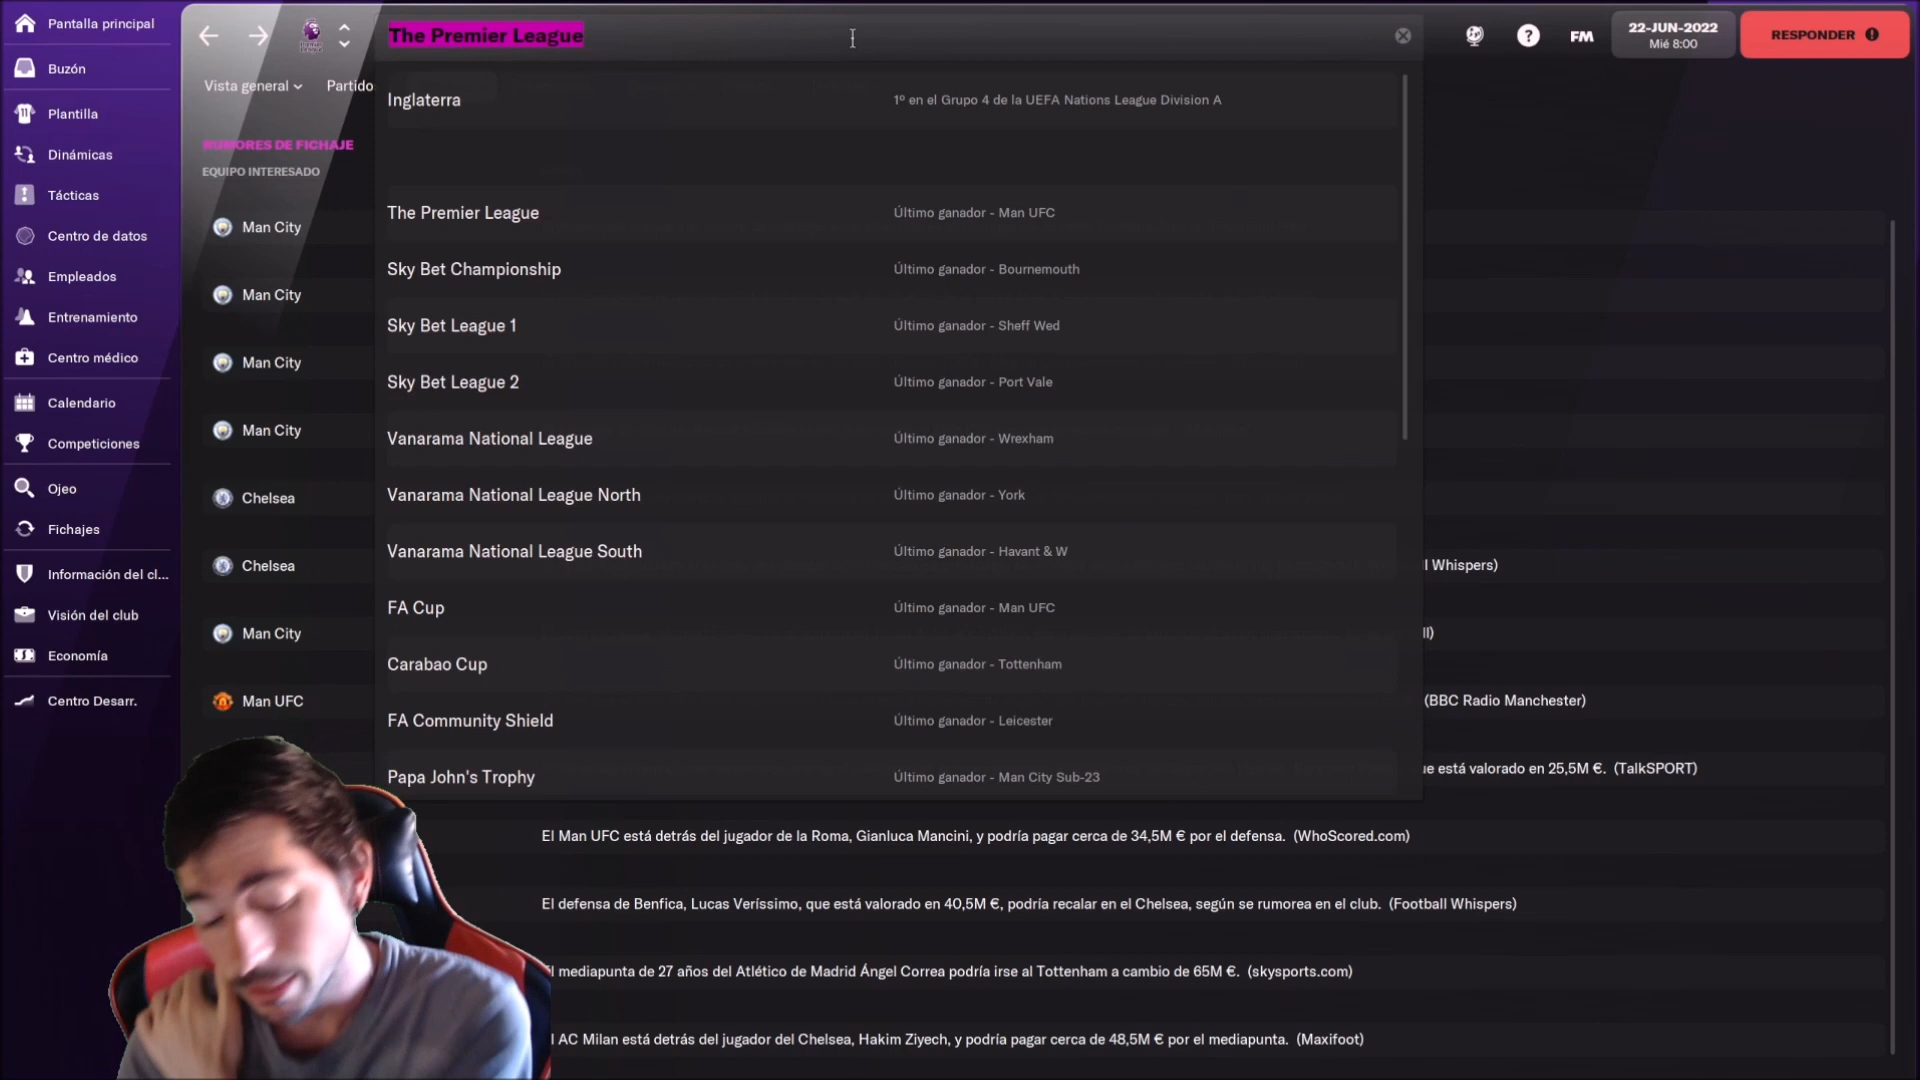 Pantalla principal
Buzón
Plantilla
Dinámicas
Tácticas
Centro de datos
Empleados
Entrenamiento
Centro médico
Calendario
Competiciones
Ojeo
Fichajes
Información del cl...
Visión del club
Economía
Centro Desarr.
The Premier League
FM
22-JUN-2022
Mié 8:00
RESPONDER
Vista general
Partido
RUMORES DE FICHAJE
EQUIPO INTERESADO
Man City
Man City
Man City
Man City
Chelsea
Chelsea
Man City
Man UFC
Inglaterra 1º en el Grupo 4 de la UEFA Nations League Division A
The Premier League Último ganador - Man UFC
Sky Bet Championship Último ganador - Bournemouth
Sky Bet League 1 Último ganador - Sheff Wed
Sky Bet League 2 Último ganador - Port Vale
Vanarama National League Último ganador - Wrexham
Vanarama National League North Último ganador - York
Vanarama National League South Último ganador - Havant & W
FA Cup Último ganador - Man UFC
Carabao Cup Último ganador - Tottenham
FA Community Shield Último ganador - Leicester
Papa John's Trophy Último ganador - Man City Sub-23
Whispers)
(BBC Radio Manchester)
está valorado en 25,5M €. (TalkSPORT)
El Man UFC está detrás del jugador de la Roma, Gianluca Mancini, y podría pagar cerca de 34,5M € por el defensa. (WhoScored.com)
El defensa de Benfica, Lucas Veríssimo, que está valorado en 40,5M €, podría recalar en el Chelsea, según se rumorea en el club. (Football Whispers)
mediapunta de 27 años del Atlético de Madrid Ángel Correa podría irse al Tottenham a cambio de 65M €. (skysports.com)
AC Milan está detrás del jugador del Chelsea, Hakim Ziyech, y podría pagar cerca de 48,5M € por el mediapunta. (Maxifoot)